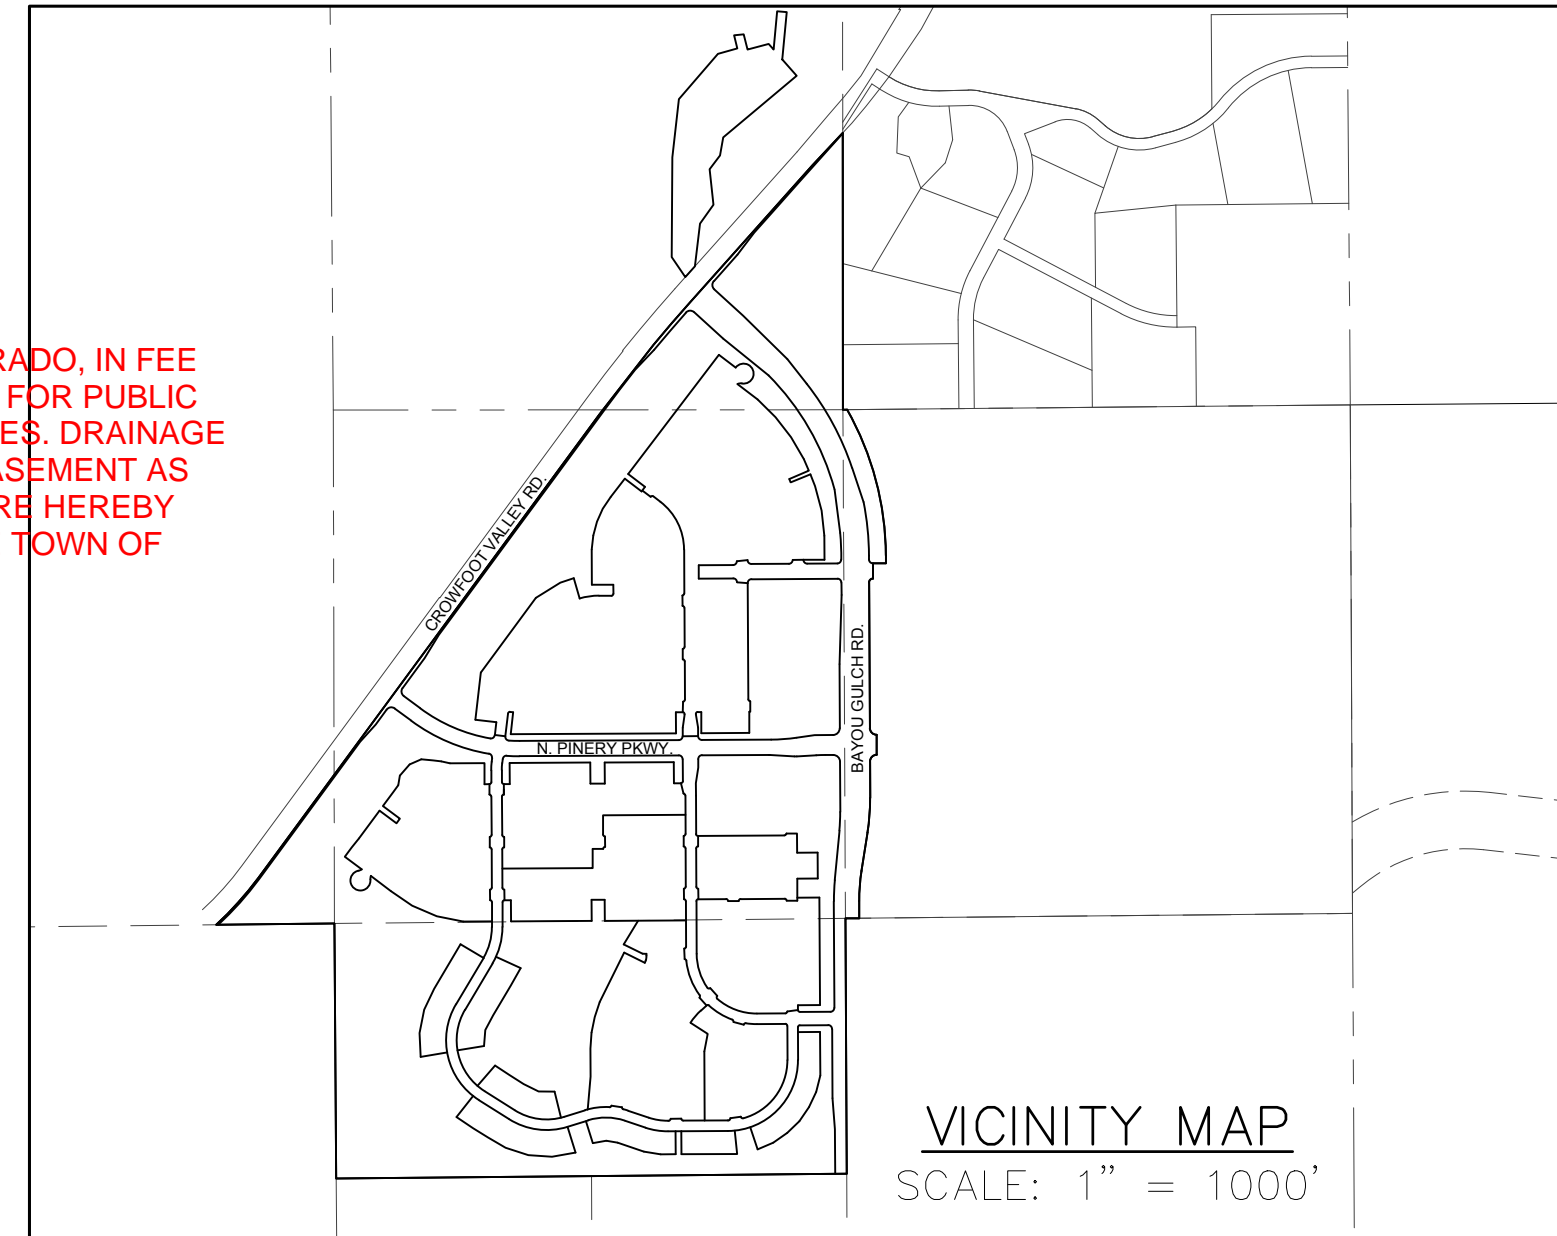 RADO, IN FEE
FOR PUBLIC
ES. DRAINAGE
ASEMENT AS
RE HEREBY
TOWN OF
CROWFOOT VALLEY RD.
BAYOU GULCH RD.
N. PINERY PKWY.
VICINITY MAP
SCALE: 1" = 1000'